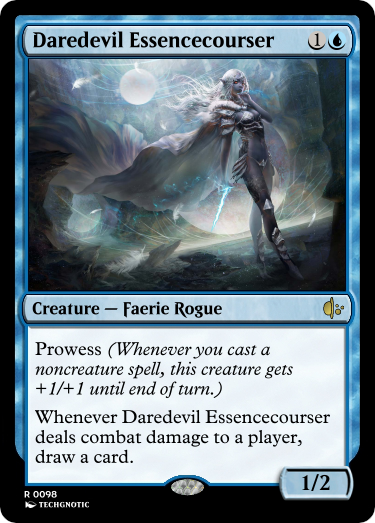 Daredevil Essencecourser 1
Creature — Faerie Rogue
Prowess (Whenever you cast a
noncreature spell, this creature gets
+1/+1 until end of turn.)
Whenever Daredevil Essencecourser
deals combat damage to a player,
draw a card.
1/2
R 0098
TECHGNOTIC